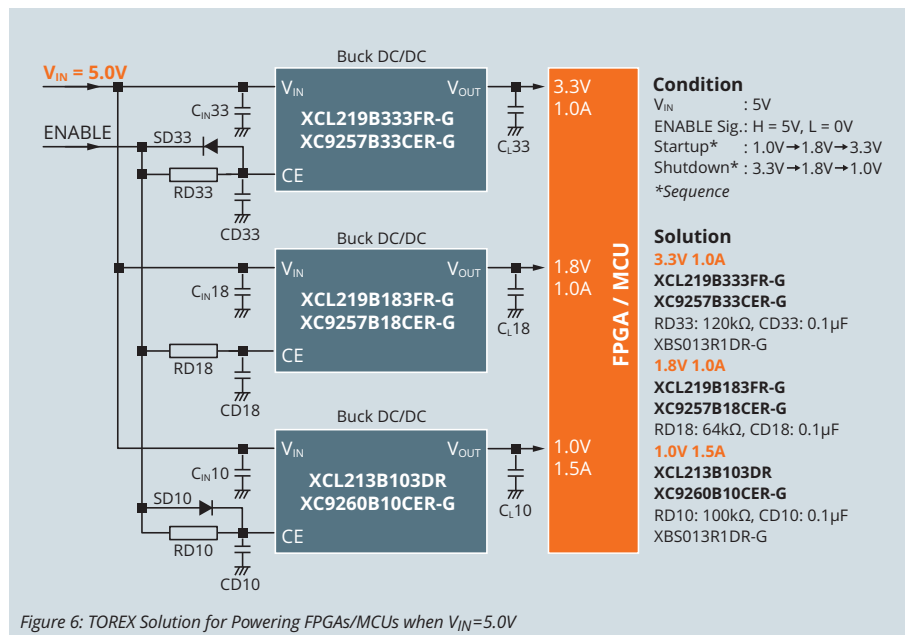 Buck DC/DC
V_IN = 5.0V
V_IN
V_OUT
C_IN33
XCL219B333FR-G
XC9257B33CER-G
C_L33
3.3V
1.0A
ENABLE
SD33
RD33
CE
CD33
Buck DC/DC
V_IN
V_OUT
C_IN18
XCL219B183FR-G
XC9257B18CER-G
C_L18
1.8V
1.0A
RD18
CE
CD18
Buck DC/DC
V_IN
V_OUT
C_IN10
XCL213B103DR
XC9260B10CER-G
C_L10
1.0V
1.5A
SD10
RD10
CE
CD10
FPGA / MCU
Condition
V_IN : 5V
ENABLE Sig.: H = 5V, L = 0V
Startup* : 1.0V→1.8V→3.3V
Shutdown* : 3.3V→1.8V→1.0V
*Sequence
Solution
3.3V 1.0A
XCL219B333FR-G
XC9257B33CER-G
RD33: 120kΩ, CD33: 0.1µF
XBS013R1DR-G
1.8V 1.0A
XCL219B183FR-G
XC9257B18CER-G
RD18: 64kΩ, CD18: 0.1µF
1.0V 1.5A
XCL213B103DR
XC9260B10CER-G
RD10: 100kΩ, CD10: 0.1µF
XBS013R1DR-G
Figure 6: TOREX Solution for Powering FPGAs/MCUs when V_IN=5.0V